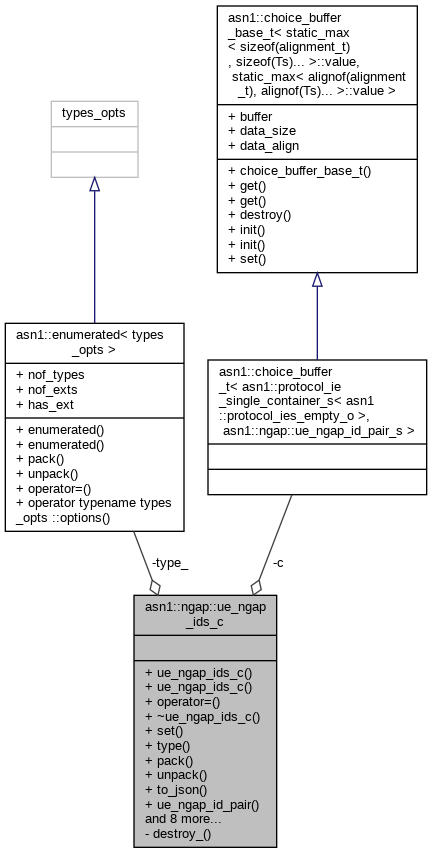 asn1::choice_buffer
_base_t< static_max
< sizeof(alignment_t)
, sizeof(Ts)... >::value,
static_max< alignof(alignment
_t), alignof(Ts)... >::value >
+ buffer
+ data_size
+ data_align
+ choice_buffer_base_t()
+ get()
+ get()
+ destroy()
+ init()
+ init()
+ set()
types_opts
asn1::enumerated< types
_opts >
+ nof_types
+ nof_exts
+ has_ext
+ enumerated()
+ enumerated()
+ pack()
+ unpack()
+ operator=()
+ operator typename types
_opts ::options()
asn1::choice_buffer
_t< asn1::protocol_ie
_single_container_s< asn1
::protocol_ies_empty_o >,
asn1::ngap::ue_ngap_id_pair_s >
-type_
-c
asn1::ngap::ue_ngap
_ids_c
+ ue_ngap_ids_c()
+ ue_ngap_ids_c()
+ operator=()
+ ~ue_ngap_ids_c()
+ set()
+ type()
+ pack()
+ unpack()
+ to_json()
+ ue_ngap_id_pair()
and 8 more...
- destroy_()